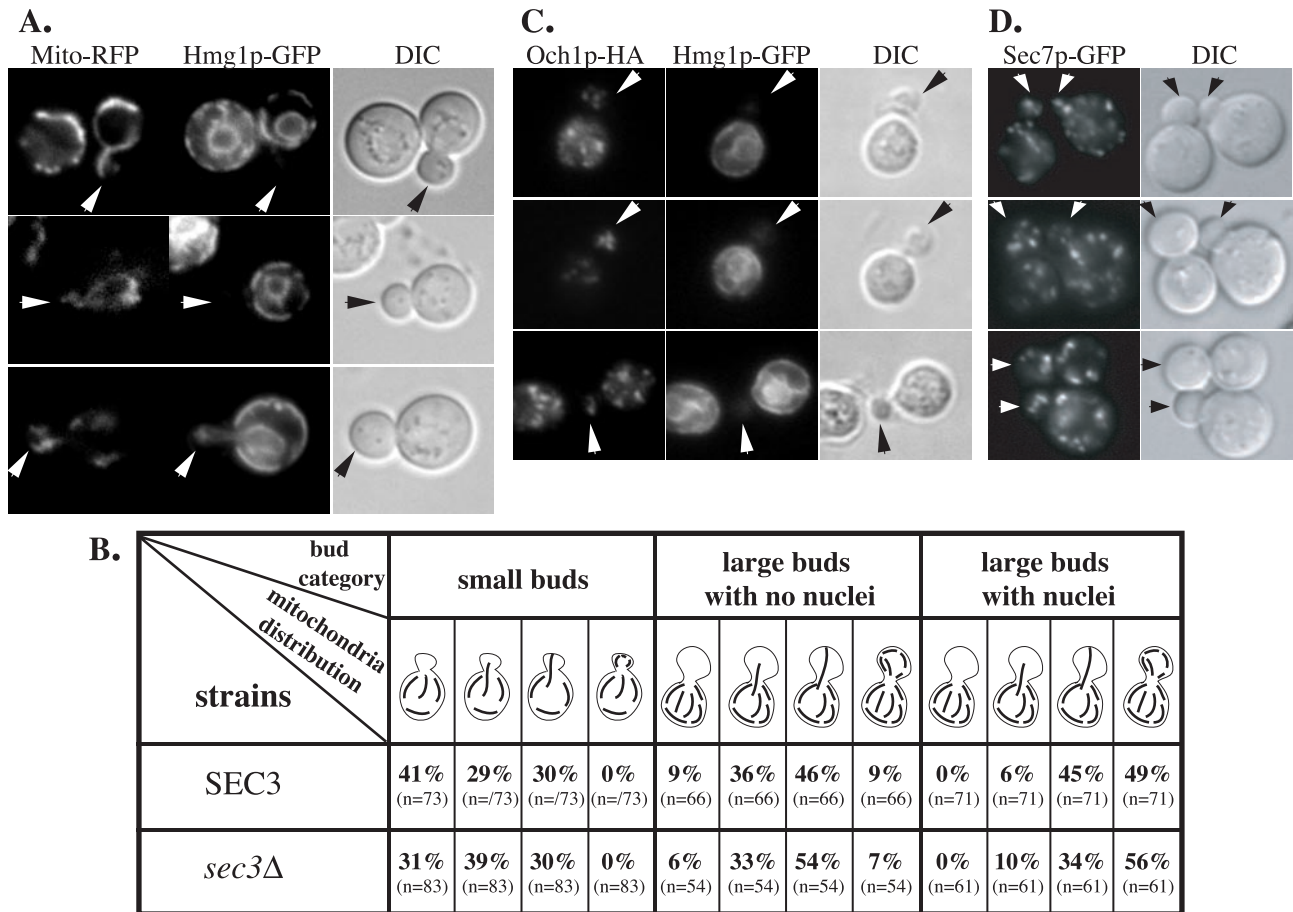 A.
Mito-RFP Hmg1p-GFP DIC
C.
Och1p-HA Hmg1p-GFP DIC
D.
Sec7p-GFP DIC
B.
bud
category
mitochondria
distribution
strains
small buds
large buds
with no nuclei
large buds
with nuclei
SEC3
41% 29% 30% 0% 9% 36% 46% 9% 0% 6% 45% 49%
(n=73) (n=/73) (n=/73) (n=/73) (n=66) (n=66) (n=66) (n=66) (n=71) (n=71) (n=71) (n=71)
sec3Δ
31% 39% 30% 0% 6% 33% 54% 7% 0% 10% 34% 56%
(n=83) (n=83) (n=83) (n=83) (n=54) (n=54) (n=54) (n=54) (n=61) (n=61) (n=61) (n=61)